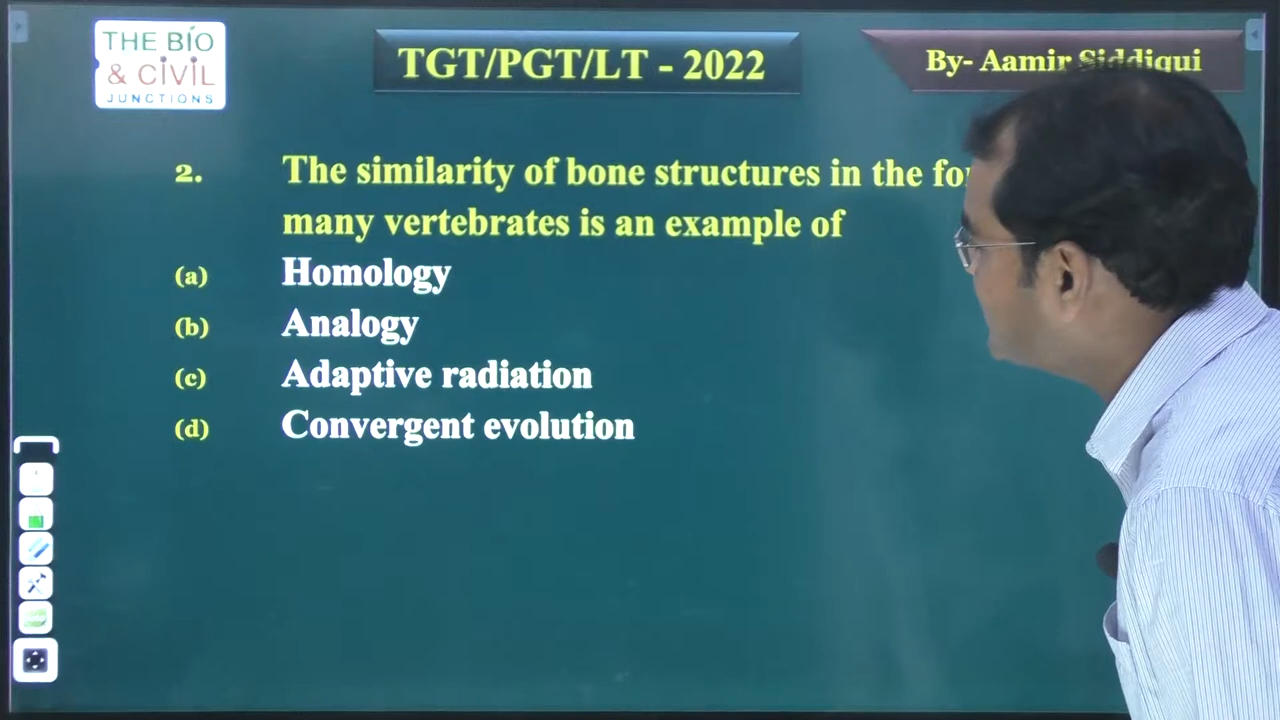 THE BIO
& CIVIL
JUNCTIONS
TGT/PGT/LT - 2022
By- Aamir Siddiqui
2. The similarity of bone structures in the
many vertebrates is an example of
(a) Homology
(b) Analogy
(c) Adaptive radiation
(d) Convergent evolution